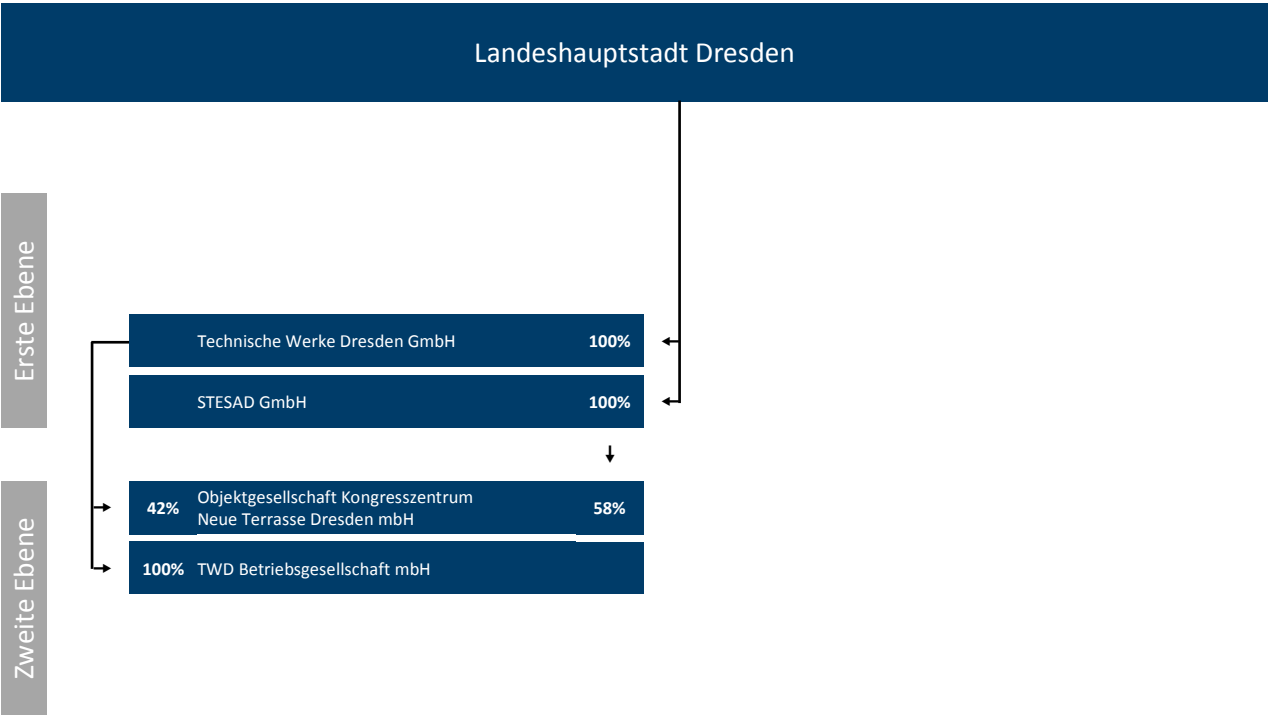 Landeshauptstadt Dresden
Erste Ebene
Technische Werke Dresden GmbH 100%
STESAD GmbH 100%
Zweite Ebene
42% Objektgesellschaft Kongresszentrum 58%
Neue Terrasse Dresden mbH
100% TWD Betriebsgesellschaft mbH